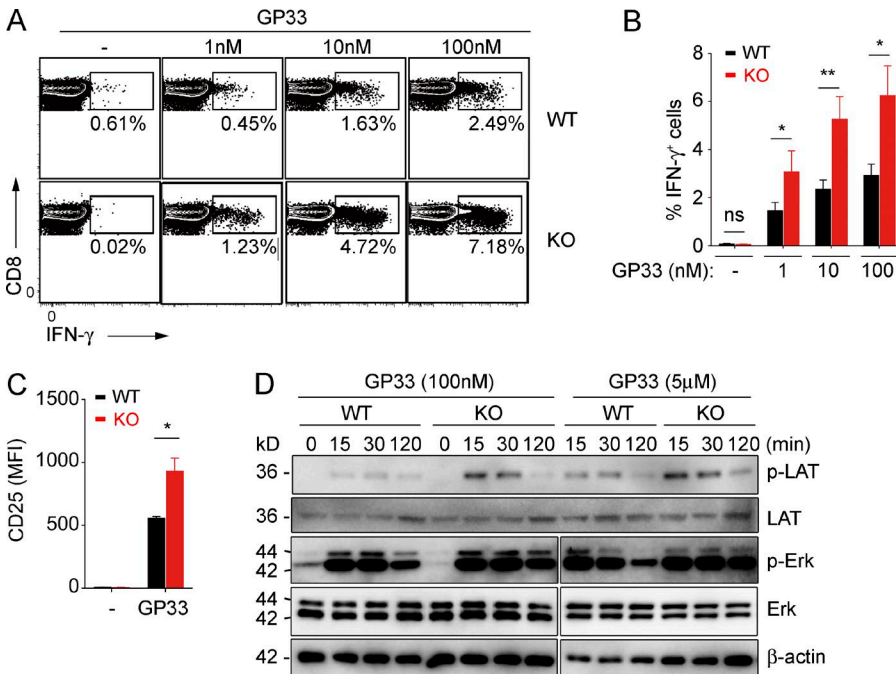 A
GP33
- 1nM 10nM 100nM
0.61% 0.45% 1.63% 2.49%
WT
0.02% 1.23% 4.72% 7.18%
KO
CD8
0
0
IFN-γ
B
WT
KO
% IFN-γ+ cells
8
6
4
2
0
ns * ** *
GP33 (nM): - 1 10 100
C
WT
KO
CD25 (MFI)
1500
1000
500
0
*
- GP33
D
GP33 (100nM) GP33 (5μM)
WT KO WT KO
kD 0 15 30 120 0 15 30 120 15 30 120 15 30 120 (min)
36 - p-LAT
36 - LAT
44 -
42 - p-Erk
44 -
42 - Erk
42 - β-actin